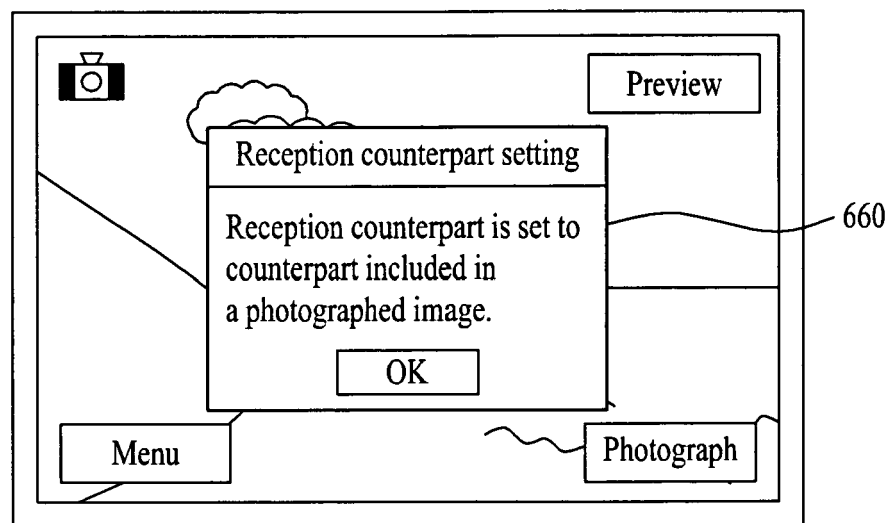 Preview
Reception counterpart setting
Reception counterpart is set to
counterpart included in
a photographed image.
OK
660
Menu
Photograph